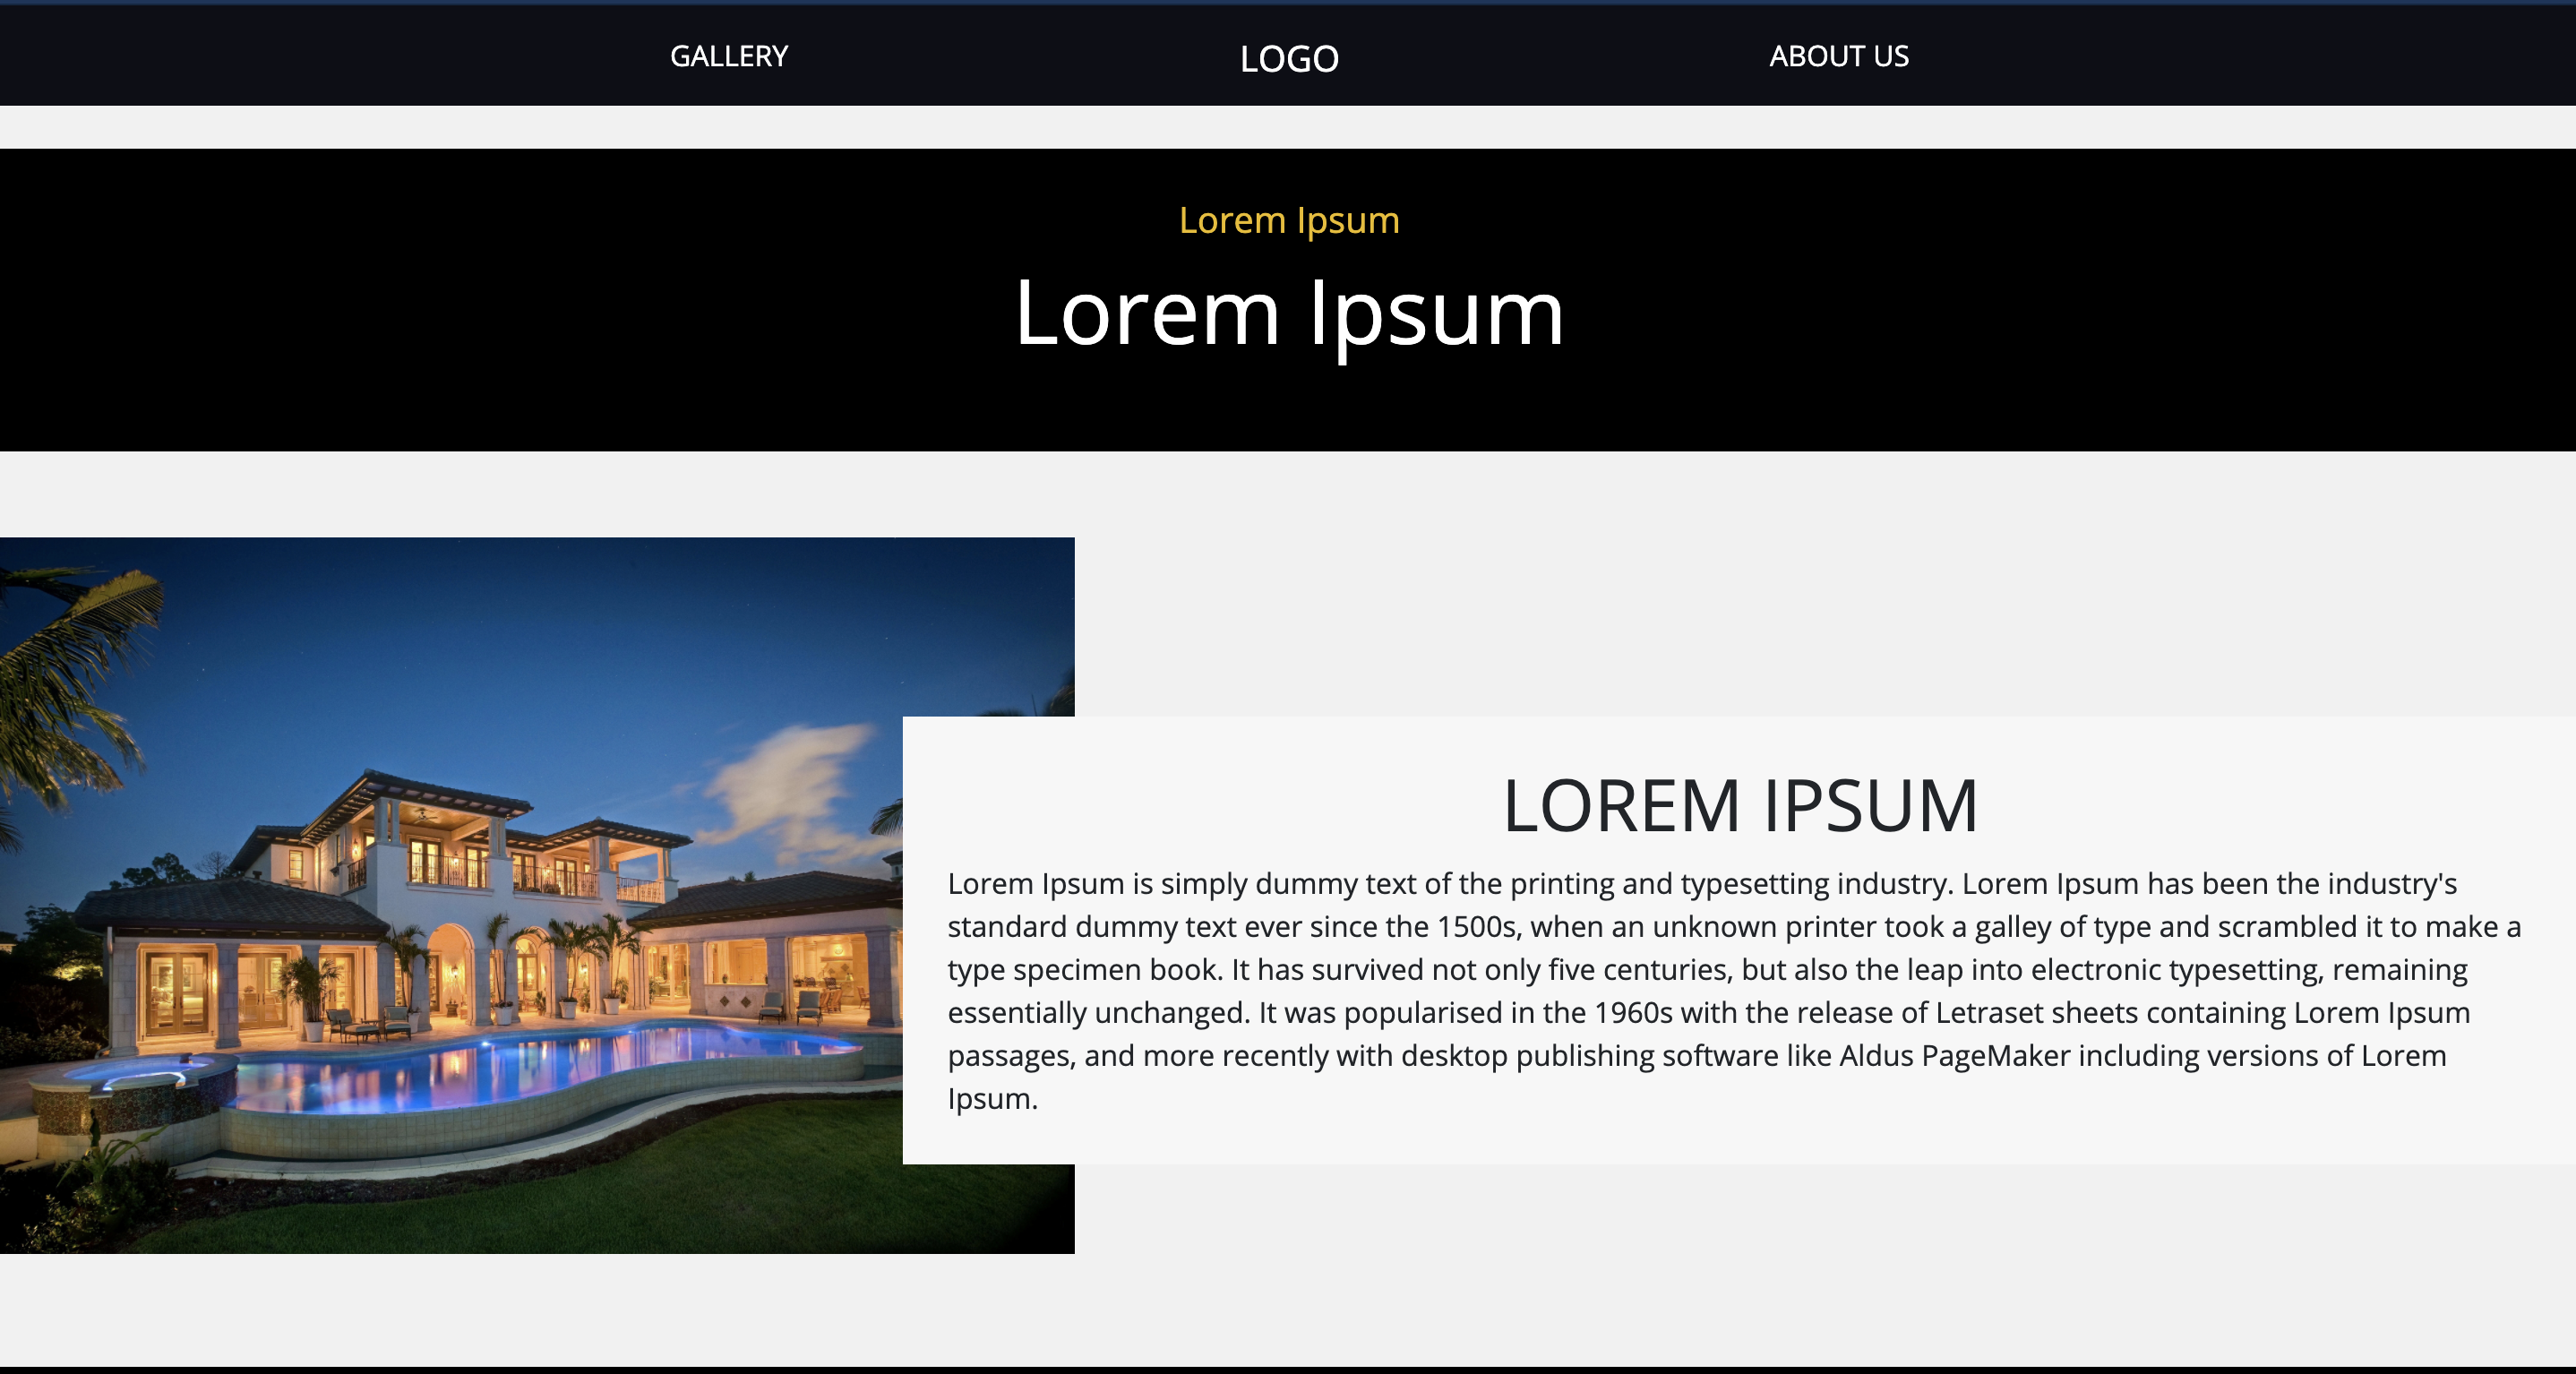 GALLERY LOGO ABOUT US
Lorem Ipsum
Lorem Ipsum
LOREM IPSUM
Lorem Ipsum is simply dummy text of the printing and typesetting industry. Lorem Ipsum has been the industry's
standard dummy text ever since the 1500s, when an unknown printer took a galley of type and scrambled it to make a
type specimen book. It has survived not only five centuries, but also the leap into electronic typesetting, remaining
essentially unchanged. It was popularised in the 1960s with the release of Letraset sheets containing Lorem Ipsum
passages, and more recently with desktop publishing software like Aldus PageMaker including versions of Lorem
Ipsum.